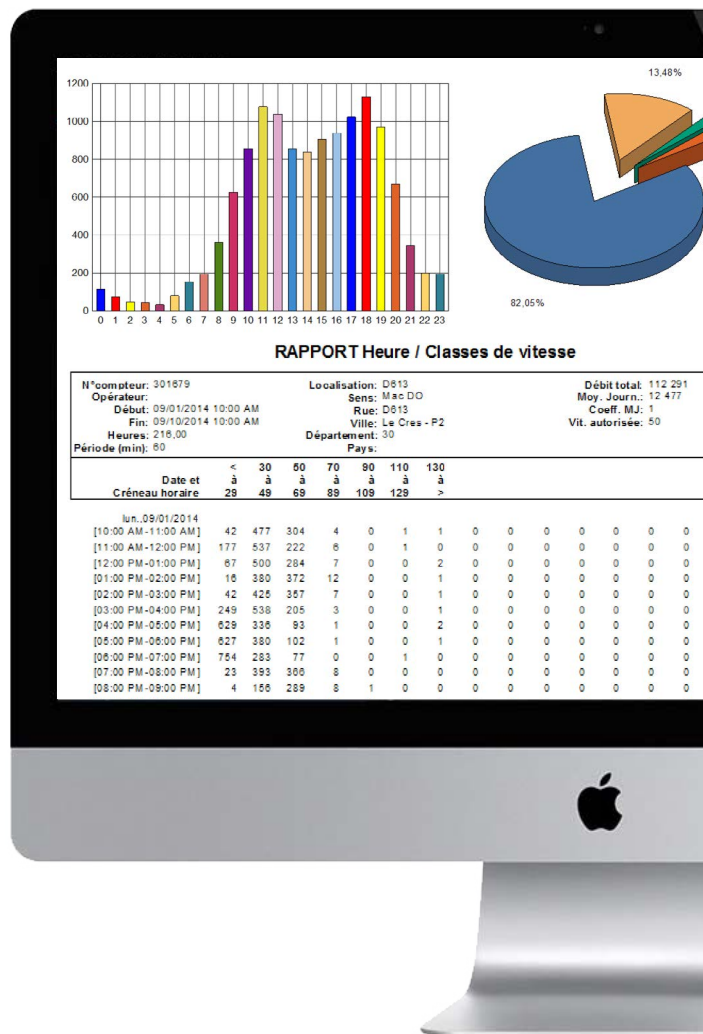 1200
1000
800
600
400
200
0
0 1 2 3 4 5 6 7 8 9 10 11 12 13 14 15 16 17 18 19 20 21 22 23
13,48%
82,05%
RAPPORT Heure / Classes de vitesse
N°compteur: 301679 Localisation: D613 Débit total: 112 291
Opérateur: Sens: Mac DO Moy. Journ.: 12 477
Début: 09/01/2014 10:00 AM Rue: D613 Coeff. MJ: 1
Fin: 09/10/2014 10:00 AM Ville: Le Cres - P2 Vit. autorisée: 50
Heures: 216,00 Département: 30
Période (min): 60 Pays:
< 30 50 70 90 110 130
Date et à à à à à à à
Créneau horaire 29 49 69 89 109 129 >
lun.,09/01/2014
[10:00 AM-11:00 AM] 42 477 304 4 0 1 1 0 0 0 0 0 0
[11:00 AM-12:00 PM] 177 537 222 6 0 1 0 0 0 0 0 0 0
[12:00 PM-01:00 PM] 67 500 284 7 0 0 2 0 0 0 0 0 0
[01:00 PM-02:00 PM] 16 380 372 12 0 0 1 0 0 0 0 0 0
[02:00 PM-03:00 PM] 42 425 357 7 0 0 1 0 0 0 0 0 0
[03:00 PM-04:00 PM] 249 538 205 3 0 0 1 0 0 0 0 0 0
[04:00 PM-05:00 PM] 629 336 93 1 0 0 2 0 0 0 0 0 0
[05:00 PM-06:00 PM] 627 380 102 1 0 0 1 0 0 0 0 0 0
[06:00 PM-07:00 PM] 754 283 77 0 0 1 0 0 0 0 0 0 0
[07:00 PM-08:00 PM] 23 393 366 8 0 0 0 0 0 0 0 0 0
[08:00 PM-09:00 PM] 4 156 289 8 1 0 0 0 0 0 0 0 0